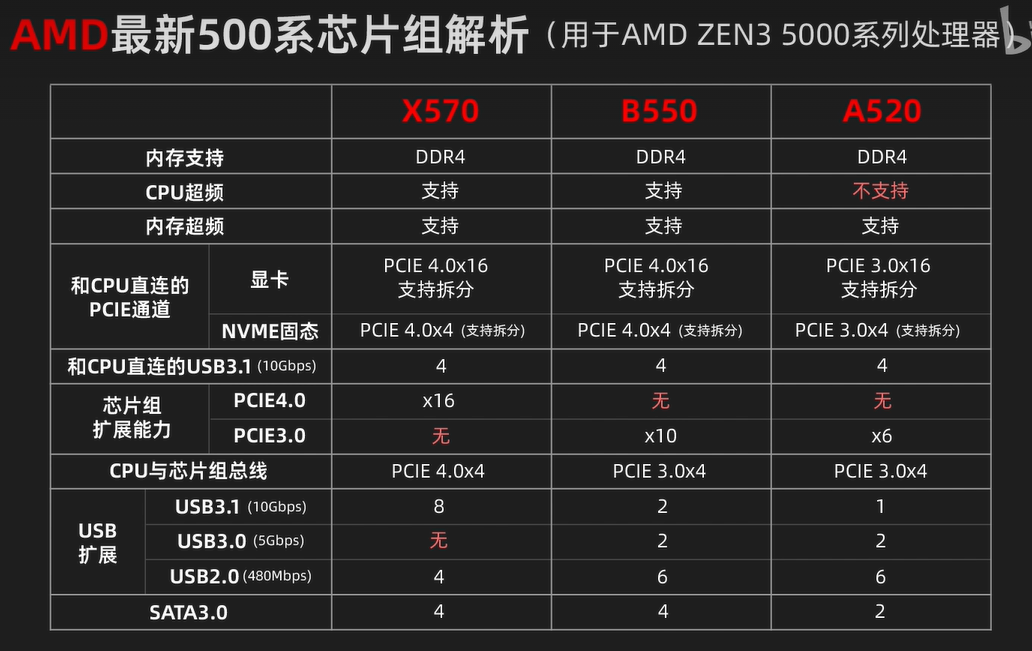 AMD最新500系芯片组解析（用于AMD ZEN3 5000系列处理器）
X570 B550 A520
内存支持 DDR4 DDR4 DDR4
CPU超频 支持 支持 不支持
内存超频 支持 支持 支持
和CPU直连的
PCIE通道
显卡
PCIE 4.0x16
支持拆分
PCIE 4.0x16
支持拆分
PCIE 3.0x16
支持拆分
NVME固态 PCIE 4.0x4 (支持拆分) PCIE 4.0x4 (支持拆分) PCIE 3.0x4 (支持拆分)
和CPU直连的USB3.1 (10Gbps) 4 4 4
芯片组
扩展能力
PCIE4.0 x16 无 无
PCIE3.0 无 x10 x6
CPU与芯片组总线 PCIE 4.0x4 PCIE 3.0x4 PCIE 3.0x4
USB
扩展
USB3.1 (10Gbps) 8 2 1
USB3.0 (5Gbps) 无 2 2
USB2.0 (480Mbps) 4 6 6
SATA3.0 4 4 2